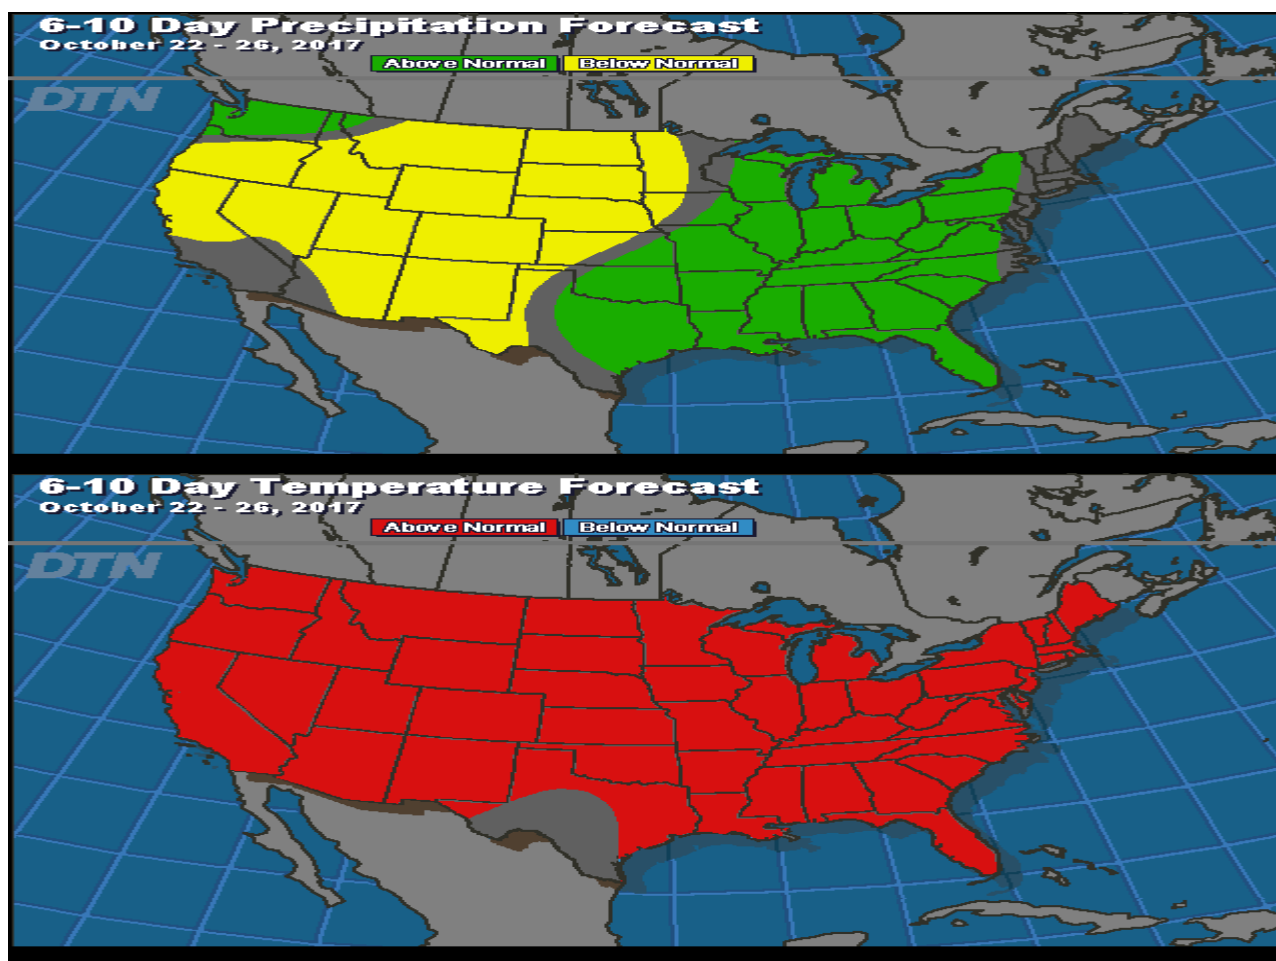 6-10 Day Precipitation Forecast
October 22 - 26, 2017
Above Normal Below Normal
DTN
6-10 Day Temperature Forecast
October 22 - 26, 2017
Above Normal Below Normal
DTN